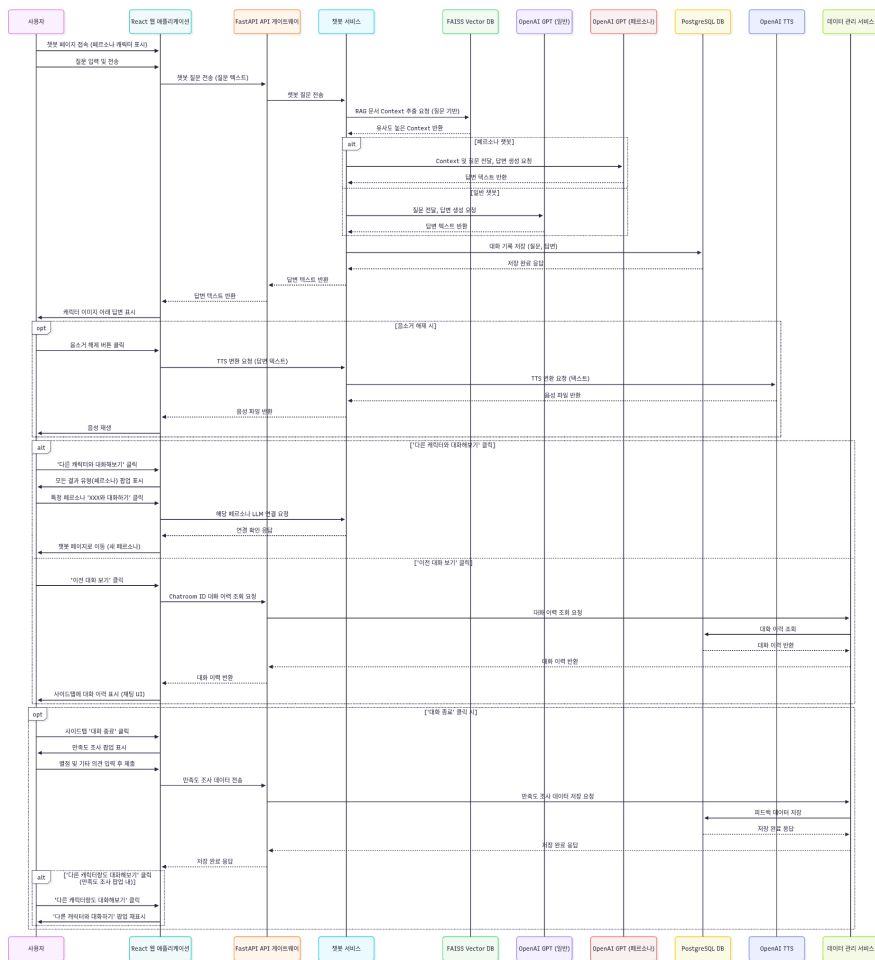 사용자
React 웹 애플리케이션
FastAPI API 게이트웨이
챗봇 서비스
FAISS Vector DB
OpenAI GPT (일반)
OpenAI GPT (페르소나)
PostgreSQL DB
OpenAI TTS
데이터 관리 서비스
챗봇 페이지 접속 (페르소나 캐릭터 표시)
질문 입력 및 전송
챗봇 질문 전송 (질문 텍스트)
챗봇 질문 전송
RAG 문서 Context 추출 요청 (질문 기반)
유사도 높은 Context 반환
alt
[페르소나 챗봇]
Context 및 질문 전달, 답변 생성 요청
답변 텍스트 반환
[일반 챗봇]
질문 전달, 답변 생성 요청
답변 텍스트 반환
대화 기록 저장 (질문, 답변)
저장 완료 응답
답변 텍스트 반환
답변 텍스트 반환
캐릭터 이미지 아래 답변 표시
opt
[음소거 해제 시]
음소거 해제 버튼 클릭
TTS 변환 요청 (답변 텍스트)
TTS 변환 요청 (텍스트)
음성 파일 반환
음성 파일 반환
음성 재생
alt
['다른 캐릭터와 대화해보기' 클릭]
'다른 캐릭터와 대화해보기' 클릭
모든 결과 유형(페르소나) 팝업 표시
특정 페르소나 'XXX와 대화하기' 클릭
해당 페르소나 LLM 연결 요청
연결 확인 응답
챗봇 페이지로 이동 (새 페르소나)
['이전 대화 보기' 클릭]
'이전 대화 보기' 클릭
Chatroom ID 대화 이력 조회 요청
대화 이력 조회 요청
대화 이력 조회
대화 이력 반환
대화 이력 반환
대화 이력 반환
사이드탭에 대화 이력 표시 (채팅 UI)
opt
['대화 종료' 클릭 시]
사이드탭 '대화 종료' 클릭
만족도 조사 팝업 표시
별점 및 기타 의견 입력 후 제출
만족도 조사 데이터 전송
만족도 조사 데이터 저장 요청
피드백 데이터 저장
저장 완료 응답
저장 완료 응답
저장 완료 응답
alt
['다른 캐릭터랑도 대화해보기' 클릭
(만족도 조사 팝업 내)]
'다른 캐릭터랑도 대화해보기' 클릭
'다른 캐릭터와 대화하기' 팝업 재표시
사용자
React 웹 애플리케이션
FastAPI API 게이트웨이
챗봇 서비스
FAISS Vector DB
OpenAI GPT (일반)
OpenAI GPT (페르소나)
PostgreSQL DB
OpenAI TTS
데이터 관리 서비스